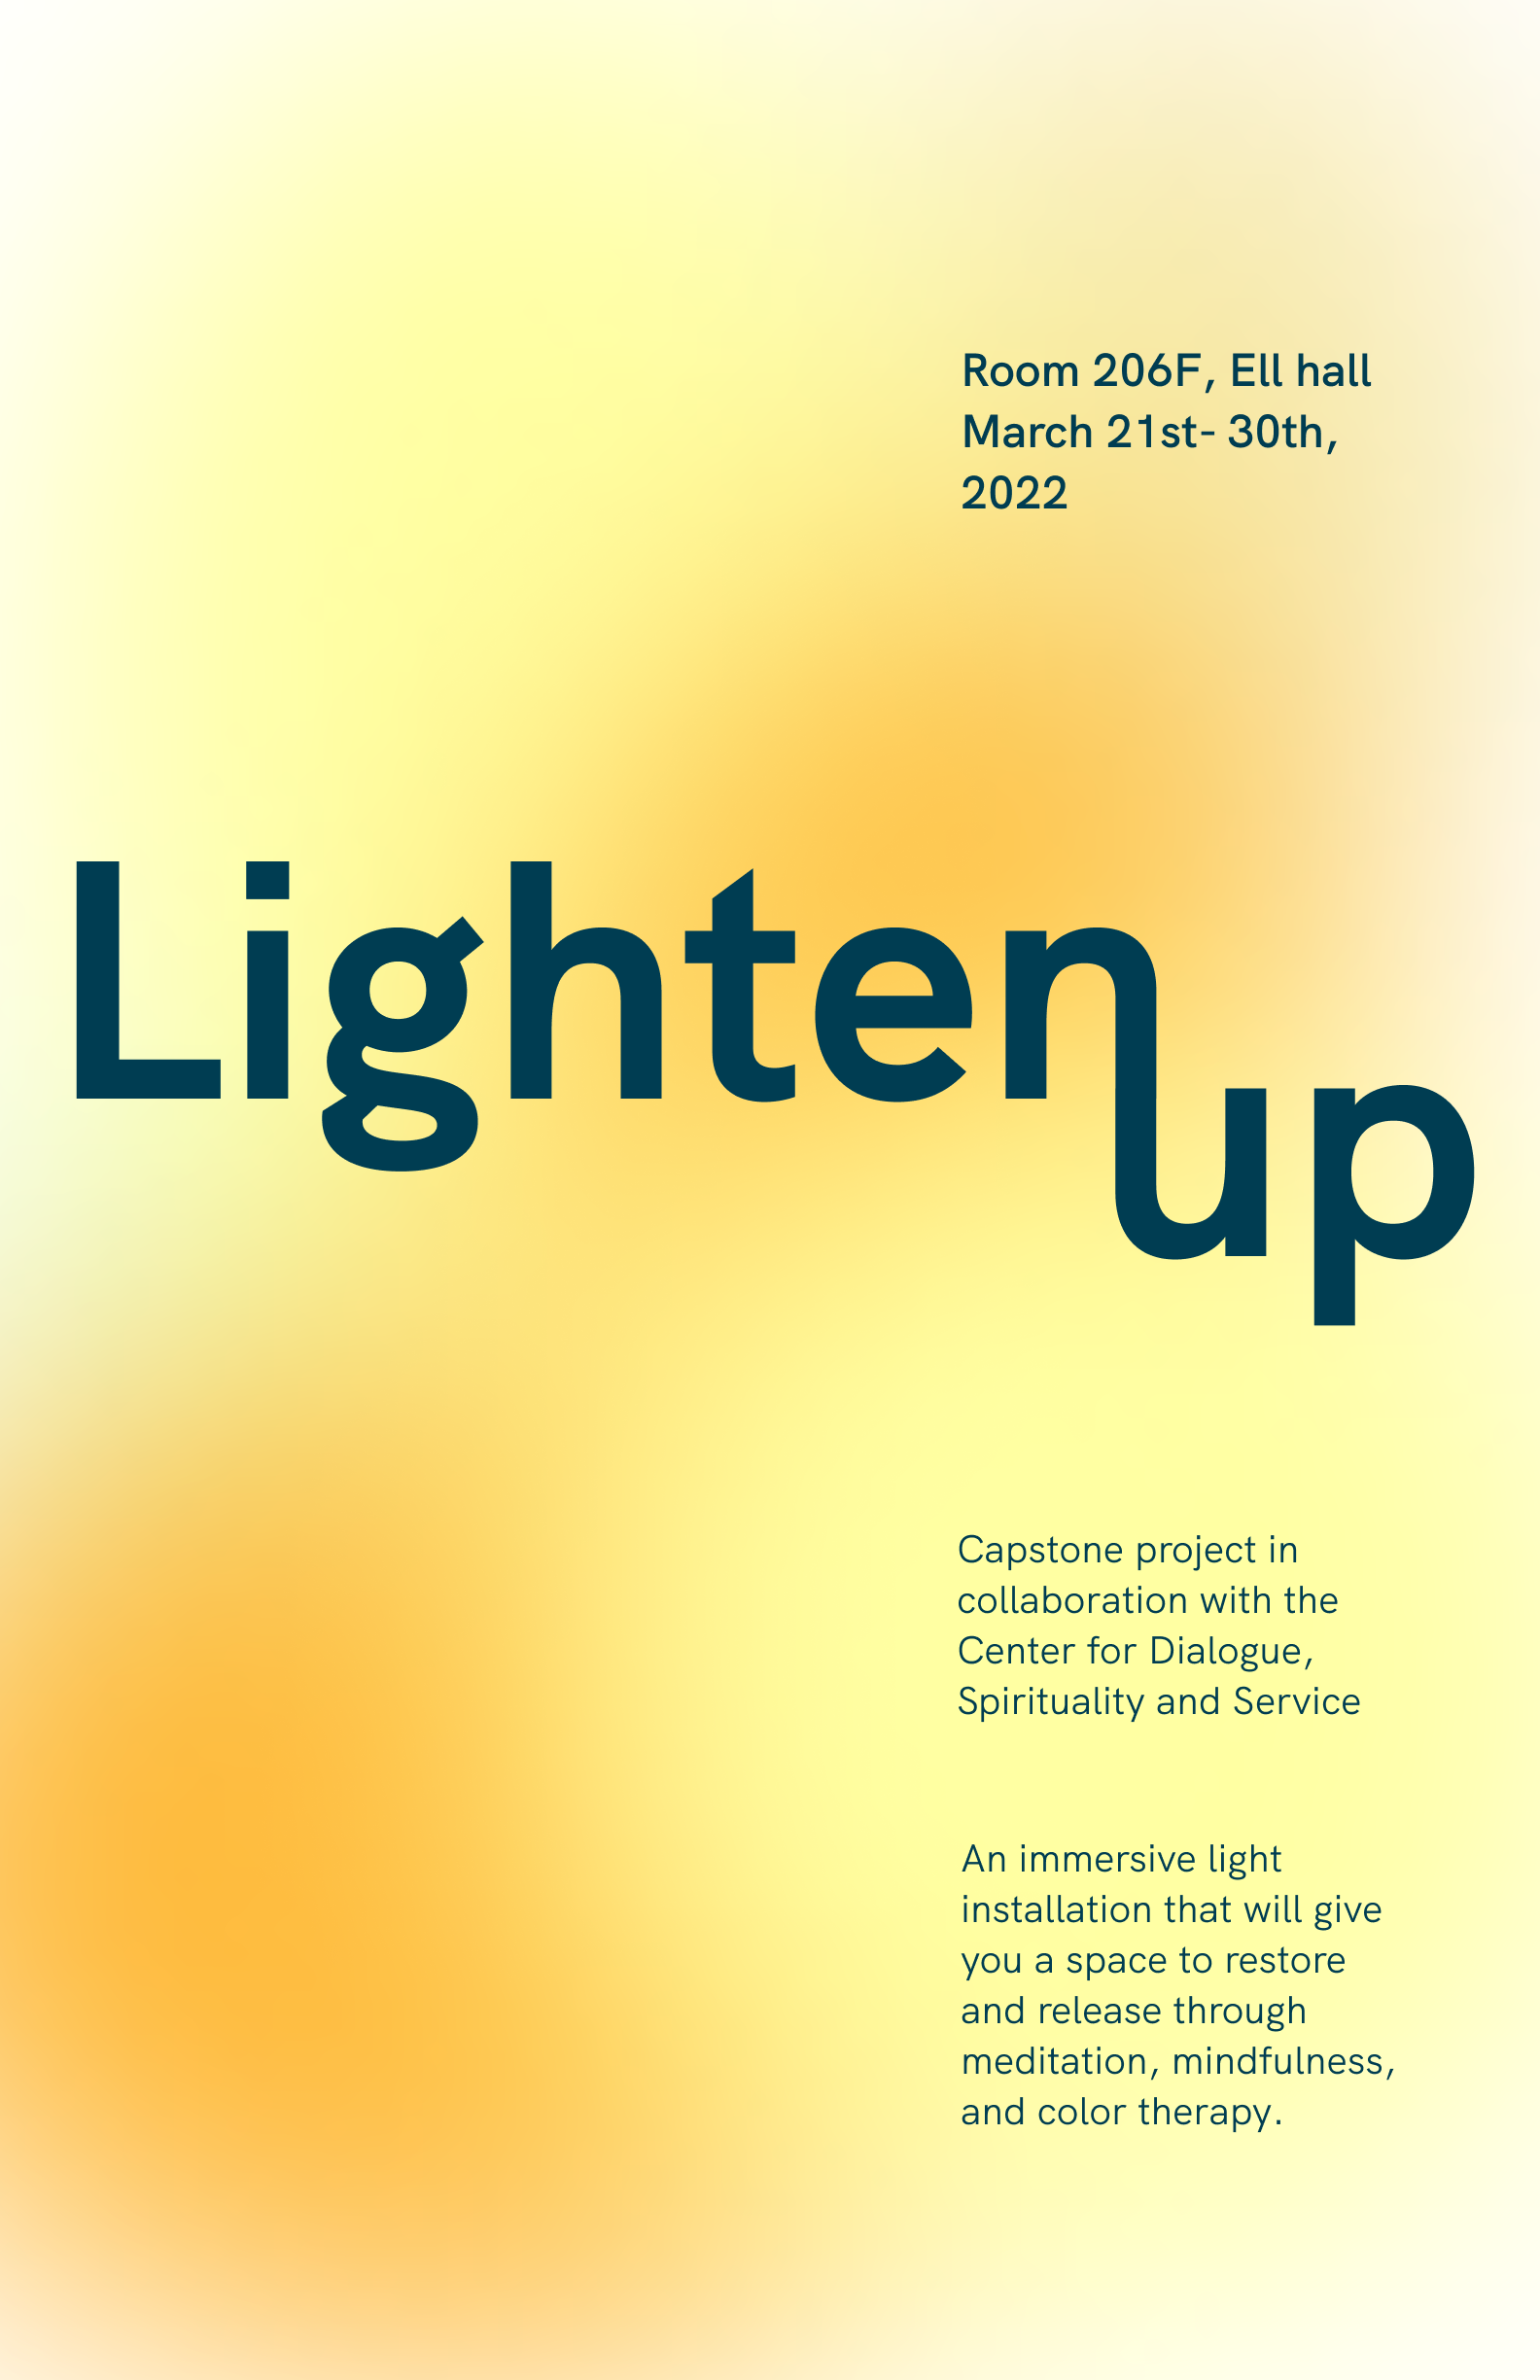 Room 206F, Ell hall
March 21st- 30th,
2022
Lighten
up
Capstone project in
collaboration with the
Center for Dialogue,
Spirituality and Service
An immersive light
installation that will give
you a space to restore
and release through
meditation, mindfulness,
and color therapy.